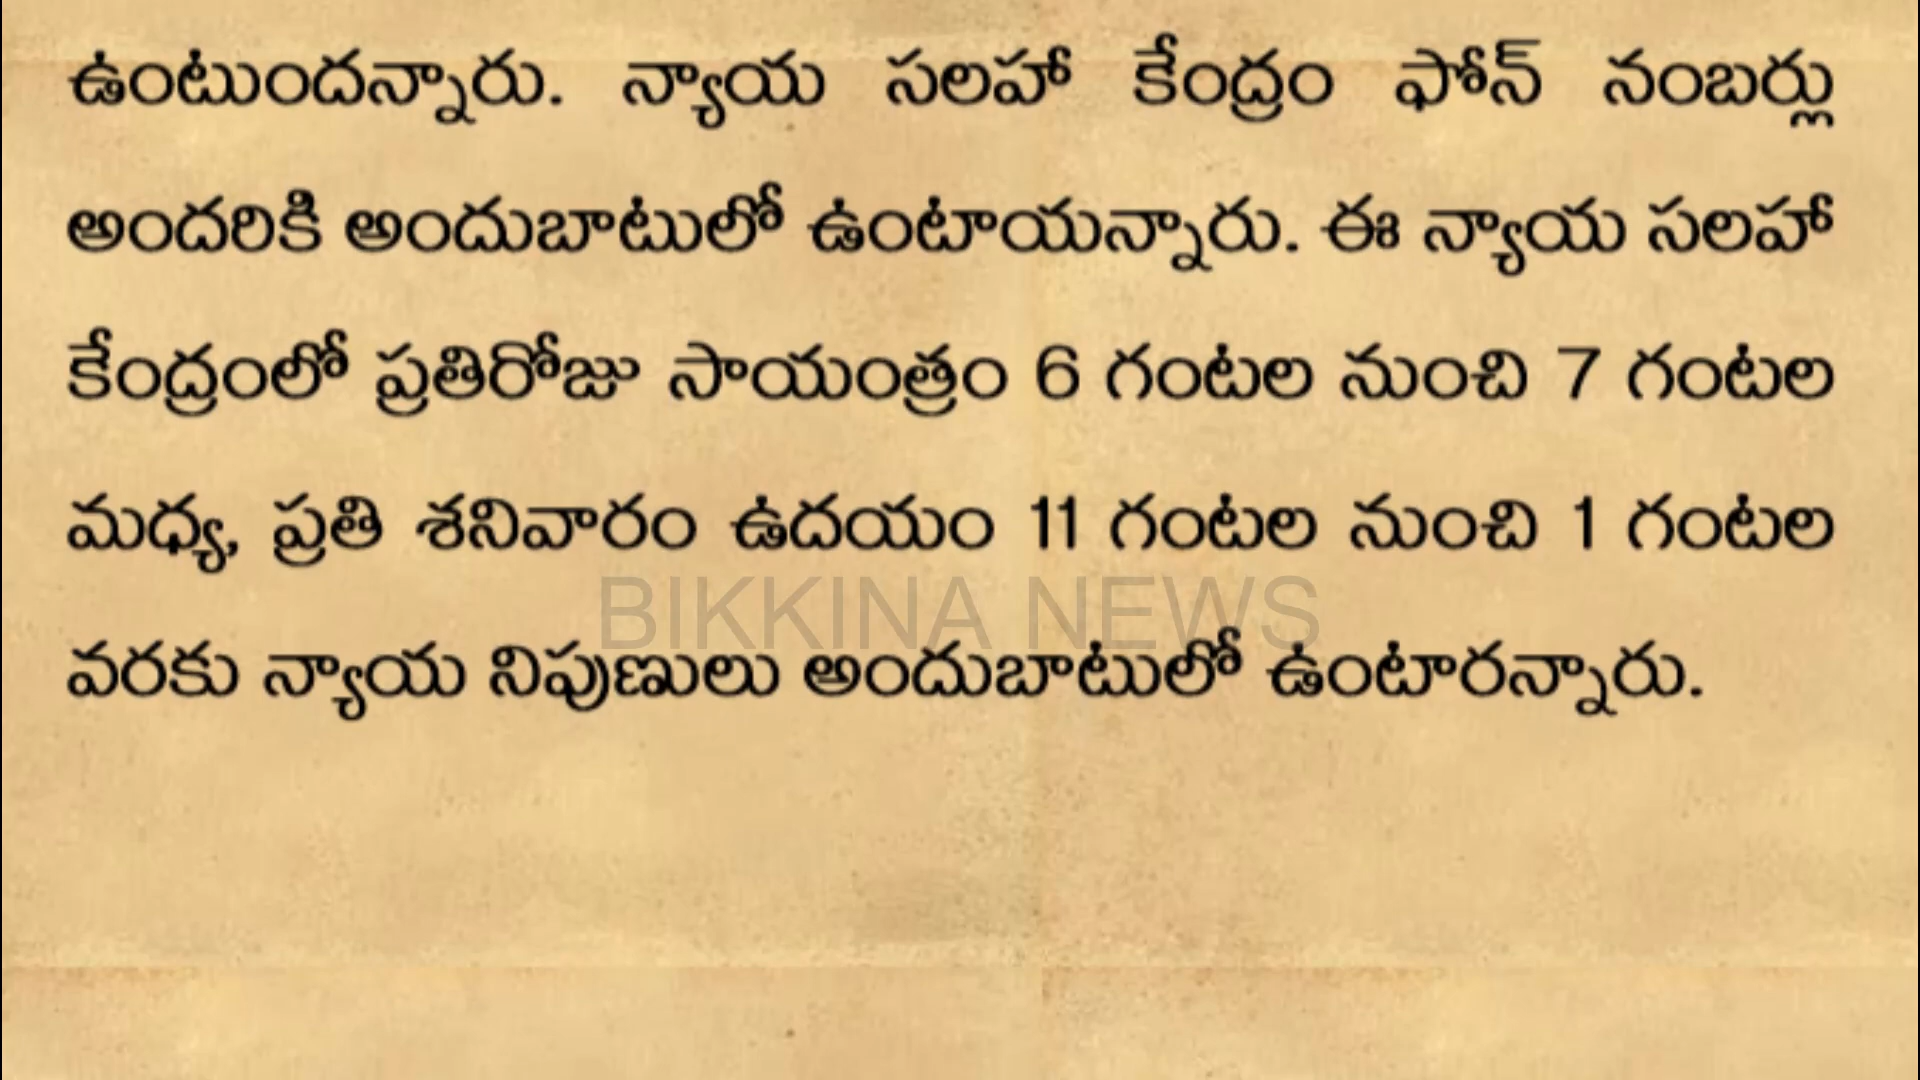 ఉంటుందన్నారు. న్యాయ సలహా కేంద్రం ఫోన్ నంబర్లు
అందరికి అందుబాటులో ఉంటాయన్నారు. ఈ న్యాయ సలహా
కేంద్రంలో ప్రతిరోజు సాయంత్రం 6 గంటల నుంచి 7 గంటల
మధ్య, ప్రతి శనివారం ఉదయం 11 గంటల నుంచి 1 గంటల
BIKKINA NEWS
వరకు న్యాయ నిపుణులు అందుబాటులో ఉంటారన్నారు.